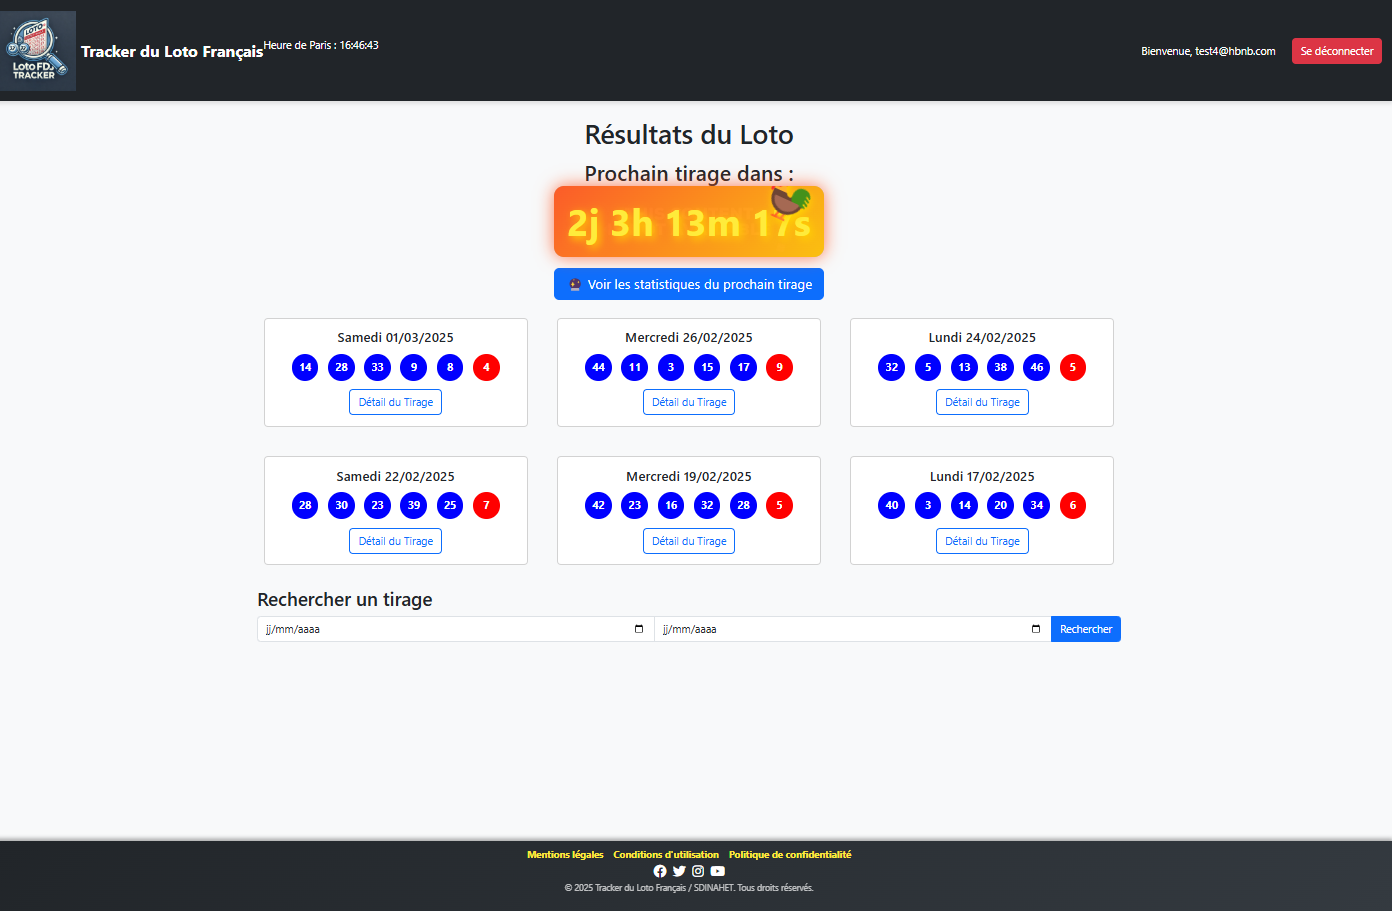 LOTO
Loto FDJ
TRACKER
Tracker du Loto Français
Heure de Paris : 16:46:43
Bienvenue, test4@hbnb.com
Se déconnecter
Résultats du Loto
Prochain tirage dans :
2j 3h 13m 17s
Voir les statistiques du prochain tirage
Samedi 01/03/2025
14 28 33 9 8 4
Détail du Tirage
Mercredi 26/02/2025
44 11 3 15 17 9
Détail du Tirage
Lundi 24/02/2025
32 5 13 38 46 5
Détail du Tirage
Samedi 22/02/2025
28 30 23 39 25 7
Détail du Tirage
Mercredi 19/02/2025
42 23 16 32 28 5
Détail du Tirage
Lundi 17/02/2025
40 3 14 20 34 6
Détail du Tirage
Rechercher un tirage
jj/mm/aaaa
jj/mm/aaaa
Rechercher
Mentions légales Conditions d'utilisation Politique de confidentialité
© 2025 Tracker du Loto Français / SDINAHET. Tous droits réservés.